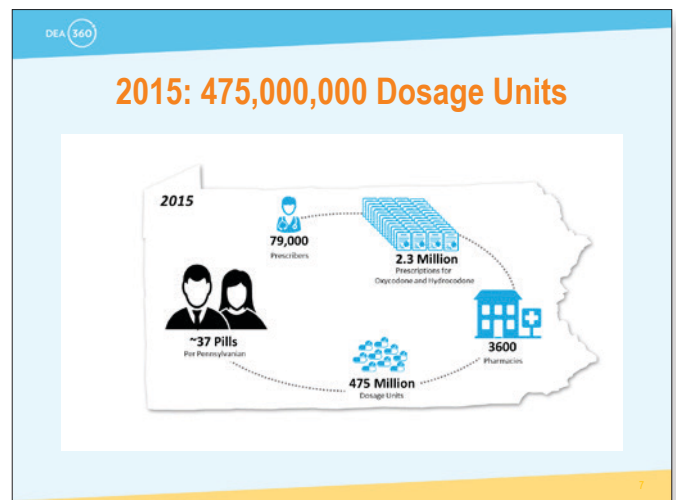 DEA 360
2015: 475,000,000 Dosage Units
2015
79,000
Prescribers
2.3 Million
Prescriptions for
Oxycodone and Hydrocodone
3600
Pharmacies
475 Million
Dosage Units
~37 Pills
Per Pennsylvanian
7